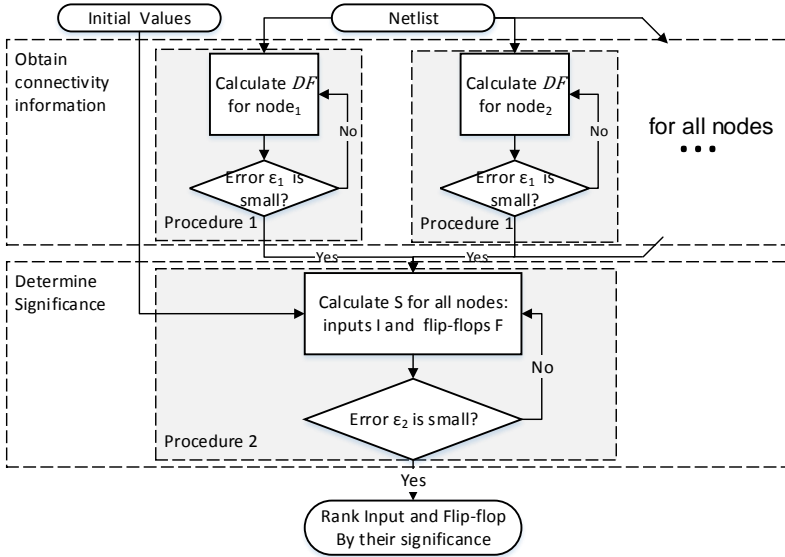 Initial Values
Netlist
Obtain
connectivity
information
Calculate DF
for node₁
No
Error ε₁ is
small?
Procedure 1
Calculate DF
for node₂
No
Error ε₁ is
small?
Procedure 1
for all nodes
...
Yes
Yes
Determine
Significance
Calculate S for all nodes:
inputs I and flip-flops F
No
Error ε₂ is small?
Procedure 2
Yes
Rank Input and Flip-flop
By their significance